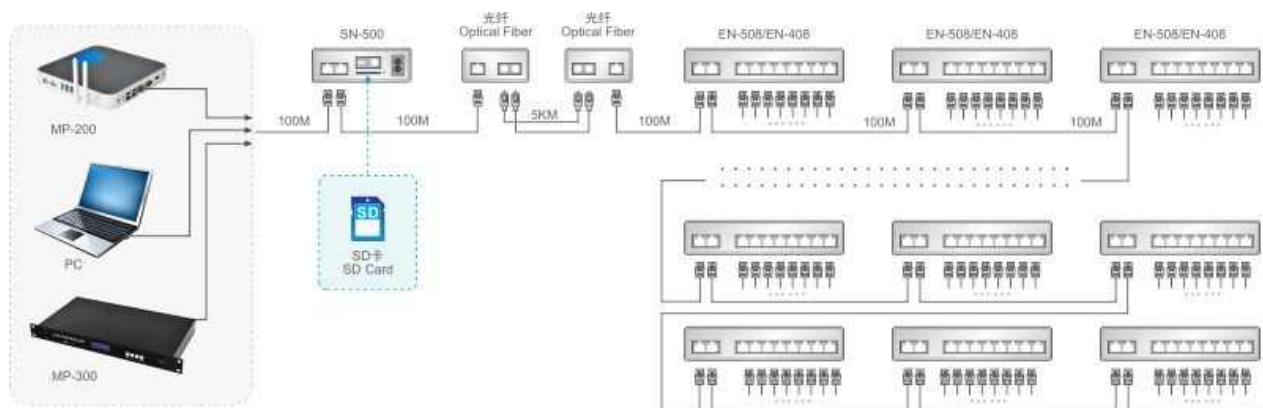 SN-500
光纤
Optical Fiber
光纤
Optical Fiber
EN-508/EN-408
EN-508/EN-408
EN-508/EN-408
MP-200
100M
100M
5KM
100M
100M
100M
PC
SD
SD卡
SD Card
MP-300